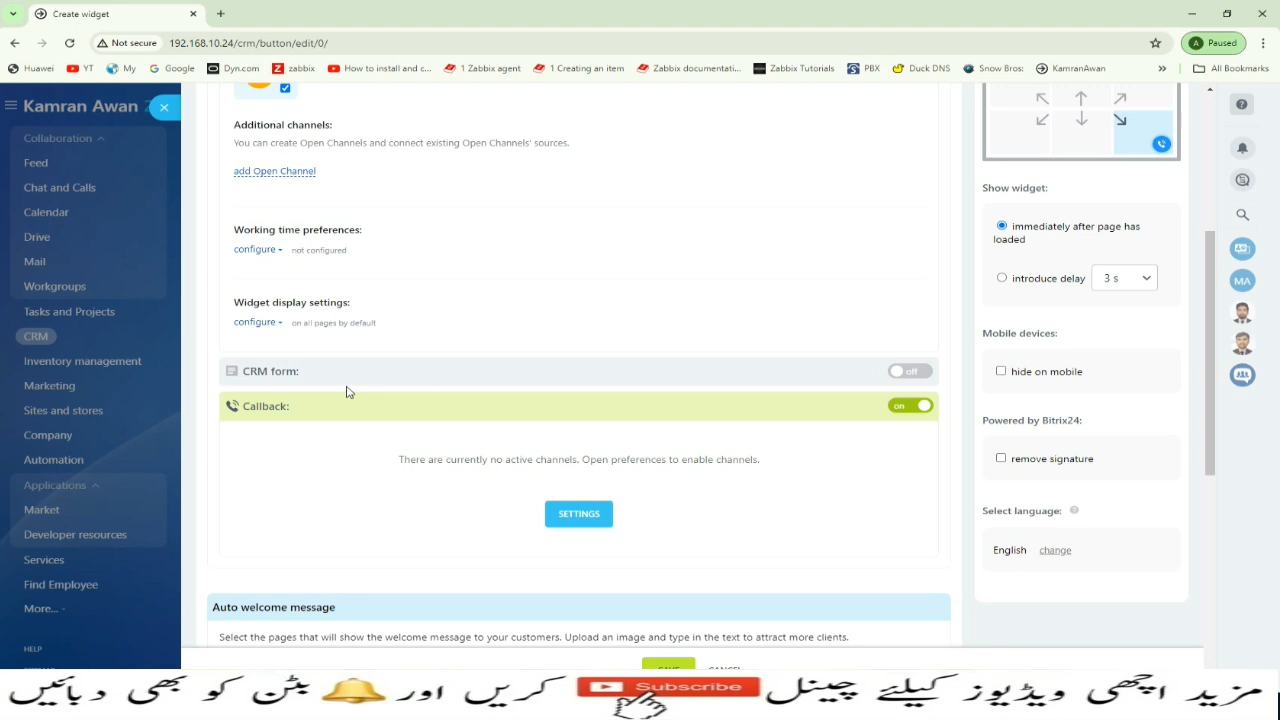 Create widget
Not secure 192.168.10.24/crm/button/edit/0/
A Paused
Huawei YT My Google Dyn.com zabbix How to install and c... 1 Zabbix agent 1 Creating an item Zabbix documentati... Zabbix Tutorials PRK Duck DNS Snow Bros: KamranAwan » All Bookmarks
Kamran Awan
Collaboration
Feed
Chat and Calls
Calendar
Drive
Mail
Workgroups
Tasks and Projects
CRM
Inventory management
Marketing
Sites and stores
Company
Automation
Applications
Market
Developer resources
Services
Find Employee
More...
HELP
Additional channels:
You can create Open Channels and connect existing Open Channels' sources.
add Open Channel
Working time preferences:
configure not configured
Widget display settings:
configure on all pages by default
CRM form: off
Callback: on
There are currently no active channels. Open preferences to enable channels.
SETTINGS
Auto welcome message
Select the pages that will show the welcome message to your customers. Upload an image and type in the text to attract more clients.
SAVE CANCEL
Show widget:
immediately after page has
loaded
introduce delay 3 s
Mobile devices:
hide on mobile
Powered by Bitrix24:
remove signature
Select language:
English change
MA
مزید اچھی ویڈیوز کیلئے چینل Subscribe کریں اور بٹن کو بھی دبائیں